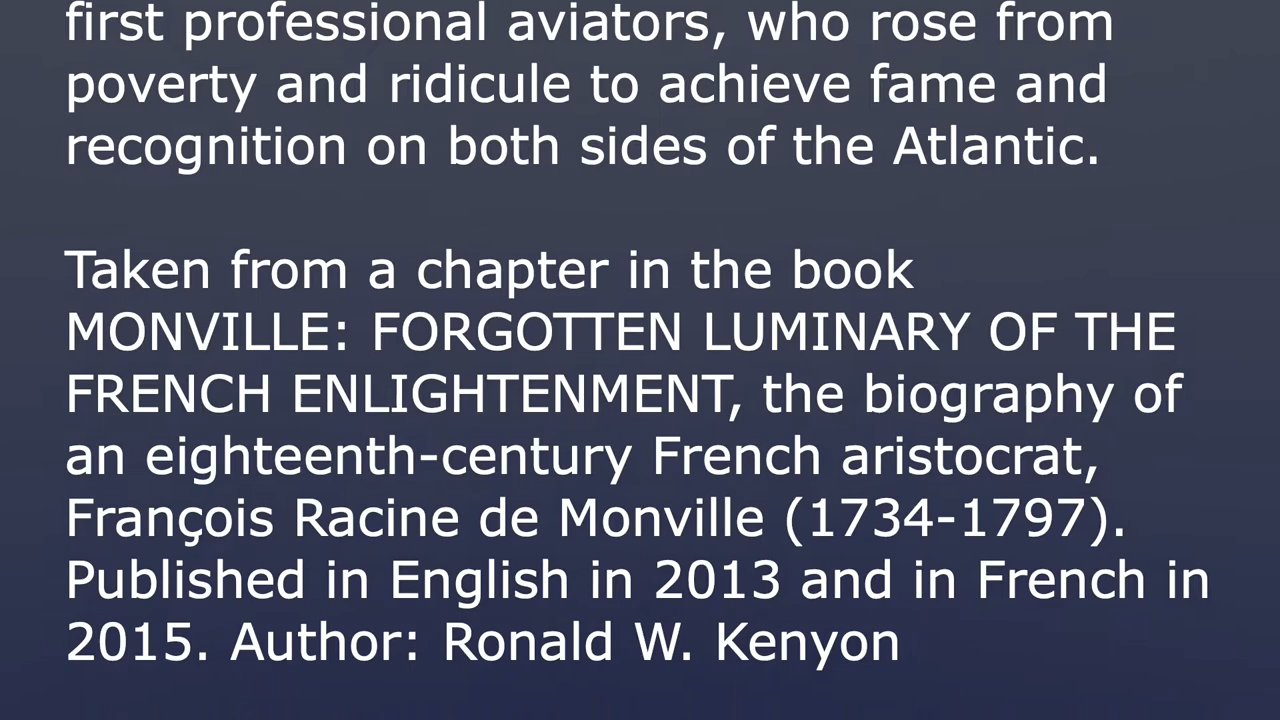 first professional aviators, who rose from
poverty and ridicule to achieve fame and
recognition on both sides of the Atlantic.
Taken from a chapter in the book
MONVILLE: FORGOTTEN LUMINARY OF THE
FRENCH ENLIGHTENMENT, the biography of
an eighteenth-century French aristocrat,
François Racine de Monville (1734-1797).
Published in English in 2013 and in French in
2015. Author: Ronald W. Kenyon